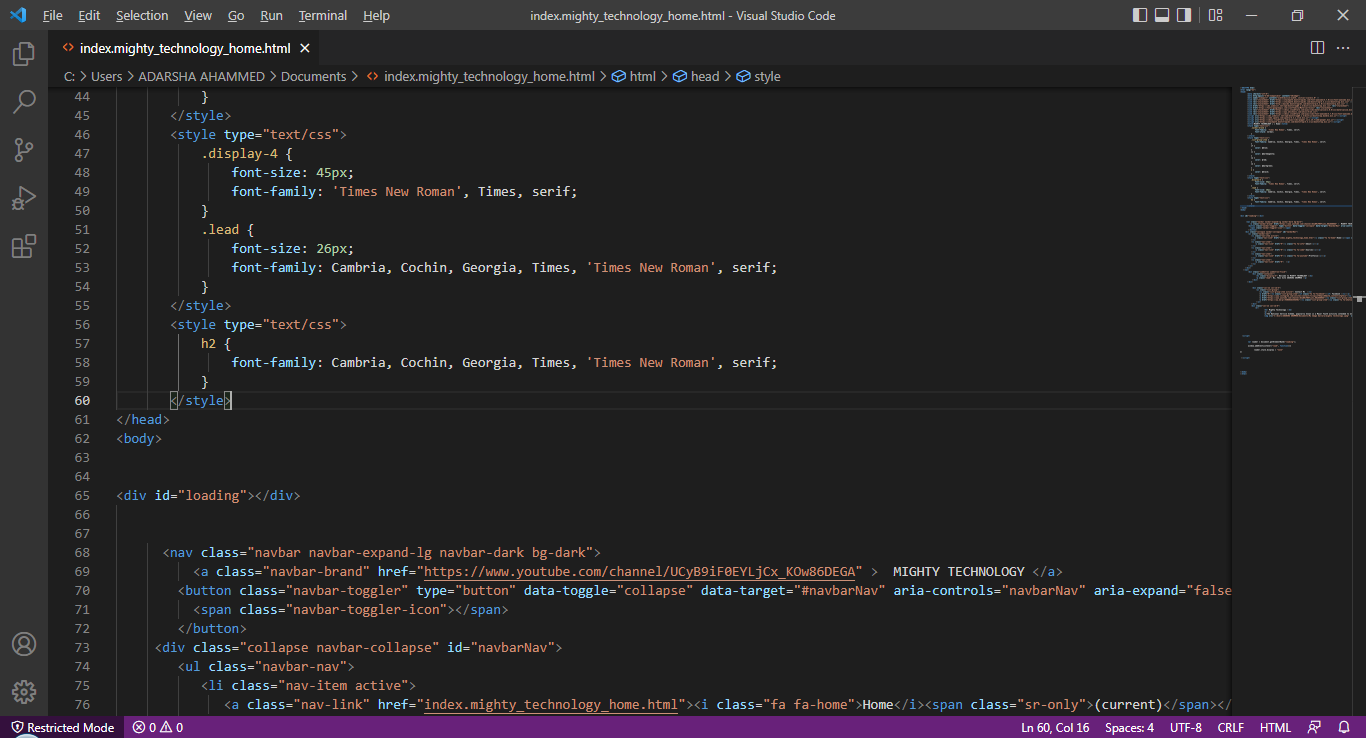 File Edit Selection View Go Run Terminal Help index.mighty_technology_home.html - Visual Studio Code
index.mighty_technology_home.html
C: > Users > ADARSHA AHAMMED > Documents > index.mighty_technology_home.html > html > head > style
44 }
45 </style>
46 <style type="text/css">
47 .display-4 {
48 font-size: 45px;
49 font-family: 'Times New Roman', Times, serif;
50 }
51 .lead {
52 font-size: 26px;
53 font-family: Cambria, Cochin, Georgia, Times, 'Times New Roman', serif;
54 }
55 </style>
56 <style type="text/css">
57 h2 {
58 font-family: Cambria, Cochin, Georgia, Times, 'Times New Roman', serif;
59 }
60 </style>
61 </head>
62 <body>
63
64
65 <div id="loading"></div>
66
67
68 <nav class="navbar navbar-expand-lg navbar-dark bg-dark">
69 <a class="navbar-brand" href="https://www.youtube.com/channel/UCyB9iF0EYLjCx_KOw86DEGA" > MIGHTY TECHNOLOGY </a>
70 <button class="navbar-toggler" type="button" data-toggle="collapse" data-target="#navbarNav" aria-controls="navbarNav" aria-expand="false
71 <span class="navbar-toggler-icon"></span>
72 </button>
73 <div class="collapse navbar-collapse" id="navbarNav">
74 <ul class="navbar-nav">
75 <li class="nav-item active">
76 <a class="nav-link" href="index.mighty_technology_home.html"><i class="fa fa-home">Home</i><span class="sr-only">(current)</span></
Restricted Mode 0 0 Ln 60, Col 16 Spaces: 4 UTF-8 CRLF HTML